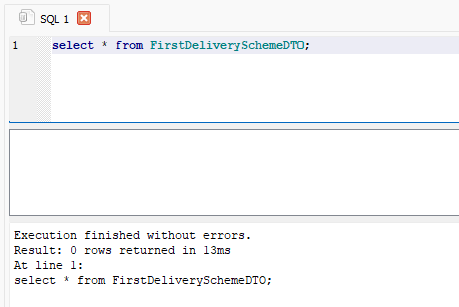 SQL 1
1 select * from FirstDeliverySchemeDTO;
Execution finished without errors.
Result: 0 rows returned in 13ms
At line 1:
select * from FirstDeliverySchemeDTO;